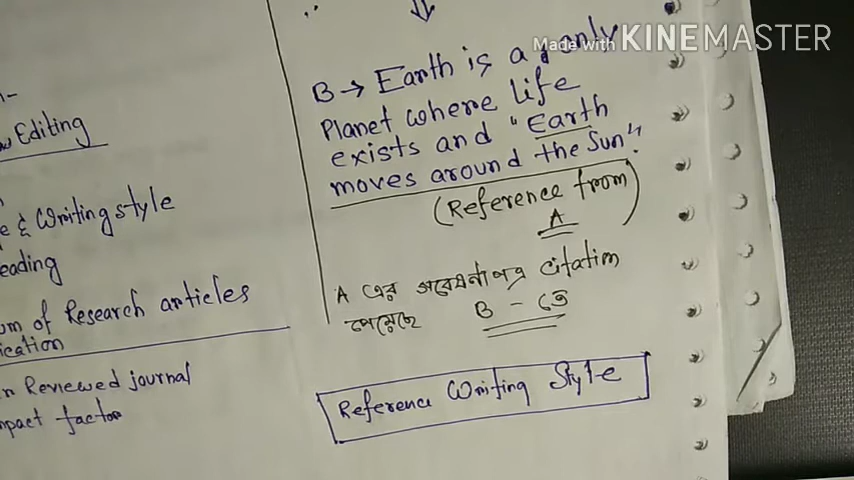 Made with KINEMASTER
Editing
& Writing style
eading
um of Research articles
ication
n Reviewed journal
mpact factor
B → Earth is a only
Planet where life
exists and "Earth
moves around the Sun".
(Reference from
A
A এর গবেষণাপত্র citation
পেয়েছে B - তে
Reference Writing Style